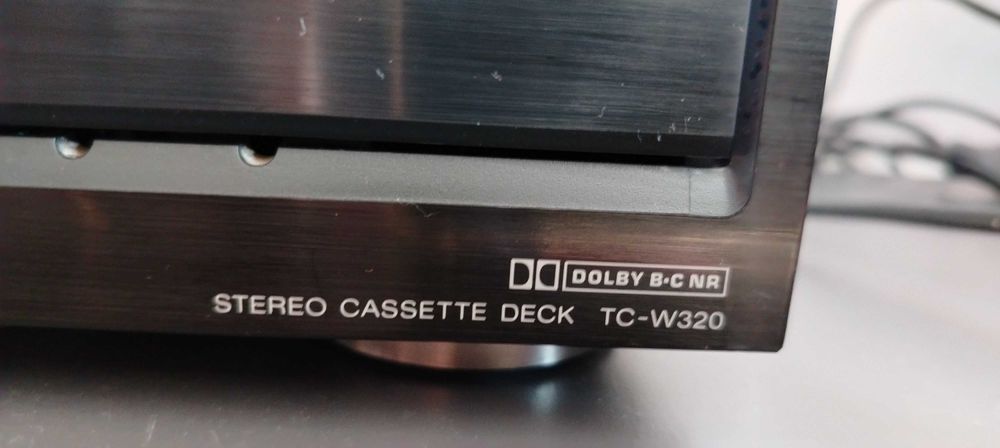 DOLBY B·C NR
STEREO CASSETTE DECK TC-W320